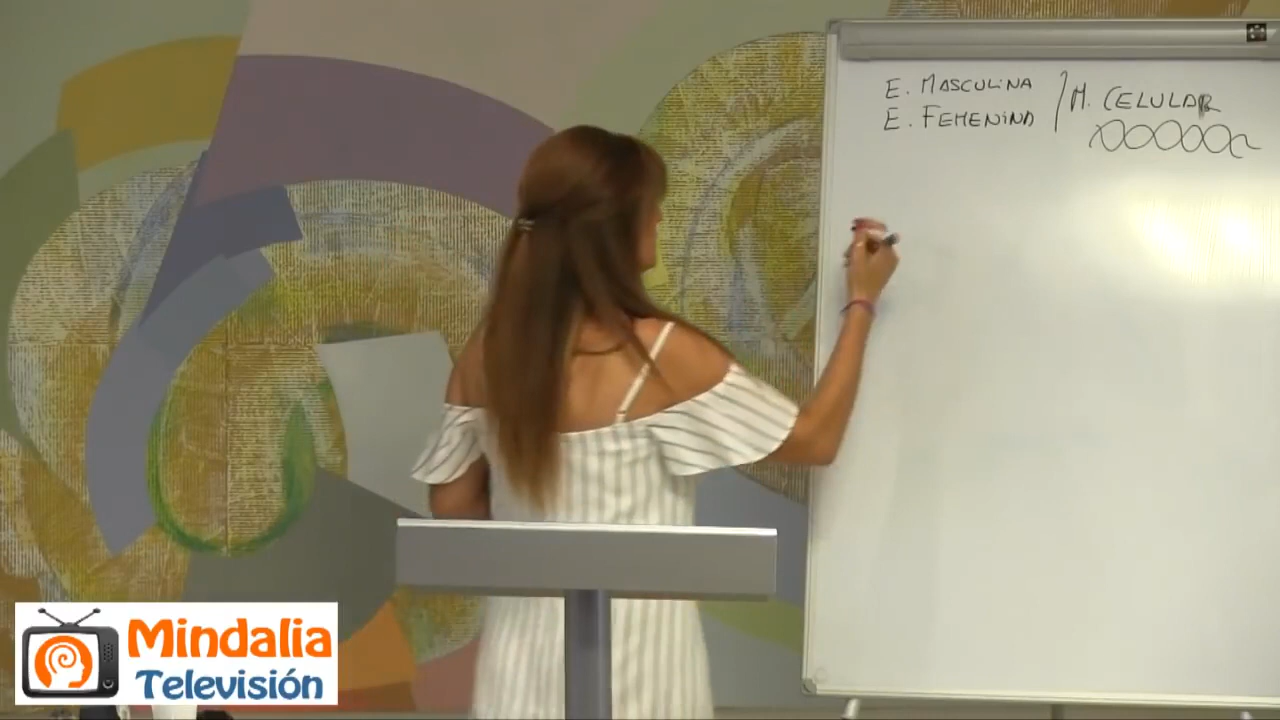 E. MASCULINA
E. FEMENINA
M. CELULAR
Mindalia
Televisión